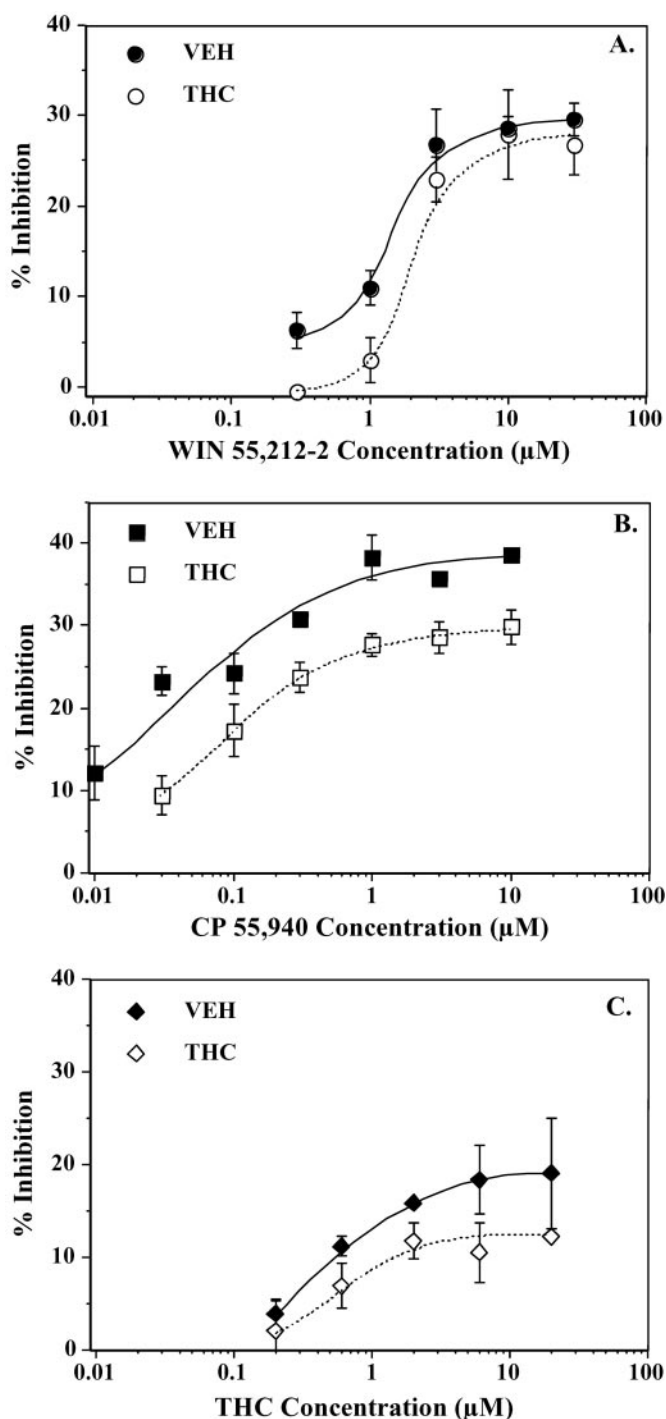 A.
VEH
THC
40
30
20
10
0
% Inhibition
0.01 0.1 1 10 100
WIN 55,212-2 Concentration (µM)
B.
VEH
THC
40
30
20
10
0
% Inhibition
0.01 0.1 1 10 100
CP 55,940 Concentration (µM)
C.
VEH
THC
40
30
20
10
0
% Inhibition
0.01 0.1 1 10 100
THC Concentration (µM)